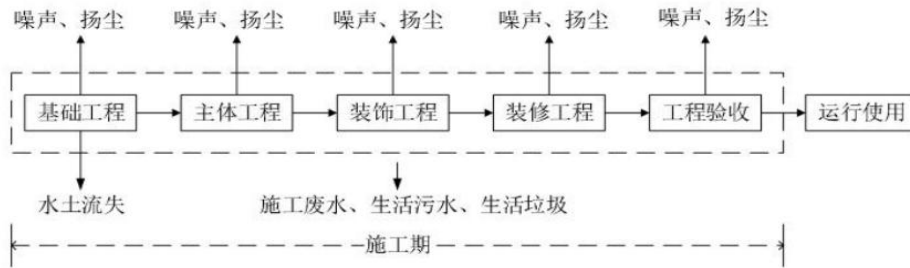 噪声、扬尘 噪声、扬尘 噪声、扬尘 噪声、扬尘 噪声、扬尘
基础工程 主体工程 装饰工程 装修工程 工程验收 运行使用
水土流失 施工废水、生活污水、生活垃圾
施工期